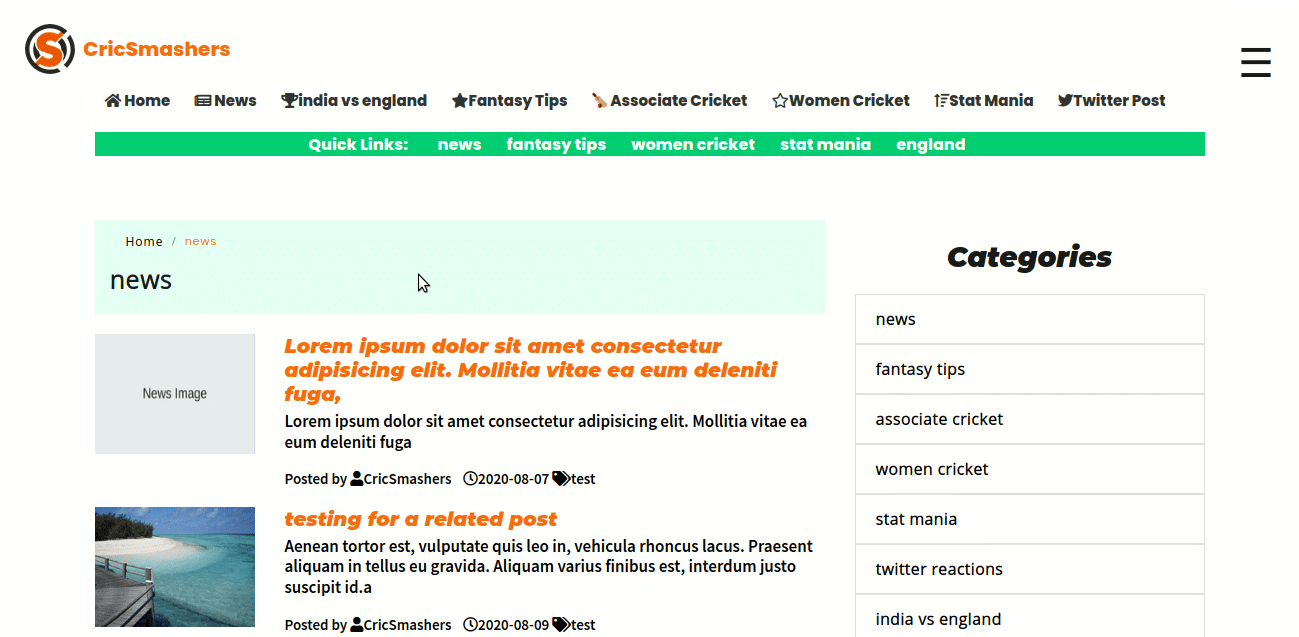 CricSmashers
Home News india vs england Fantasy Tips Associate Cricket Women Cricket Stat Mania Twitter Post
Quick Links: news fantasy tips women cricket stat mania england
Home / news
news
News Image
Lorem ipsum dolor sit amet consectetur
adipisicing elit. Mollitia vitae ea eum deleniti
fuga,
Lorem ipsum dolor sit amet consectetur adipisicing elit. Mollitia vitae ea
eum deleniti fuga
Posted by CricSmashers 2020-08-07 test
testing for a related post
Aenean tortor est, vulputate quis leo in, vehicula rhoncus lacus. Praesent
aliquam in tellus eu gravida. Aliquam varius finibus est, interdum justo
suscipit id.a
Posted by CricSmashers 2020-08-09 test
Categories
news
fantasy tips
associate cricket
women cricket
stat mania
twitter reactions
india vs england